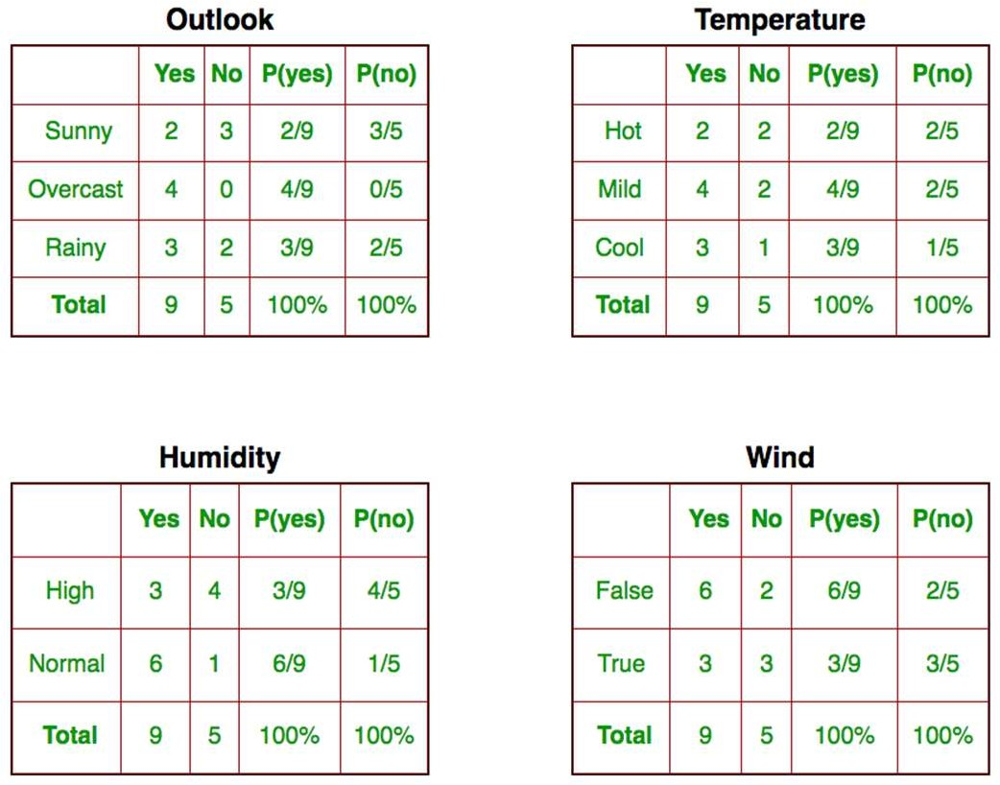 Outlook
Yes No P(yes) P(no)
Sunny 2 3 2/9 3/5
Overcast 4 0 4/9 0/5
Rainy 3 2 3/9 2/5
Total 9 5 100% 100%
Temperature
Yes No P(yes) P(no)
Hot 2 2 2/9 2/5
Mild 4 2 4/9 2/5
Cool 3 1 3/9 1/5
Total 9 5 100% 100%
Humidity
Yes No P(yes) P(no)
High 3 4 3/9 4/5
Normal 6 1 6/9 1/5
Total 9 5 100% 100%
Wind
Yes No P(yes) P(no)
False 6 2 6/9 2/5
True 3 3 3/9 3/5
Total 9 5 100% 100%